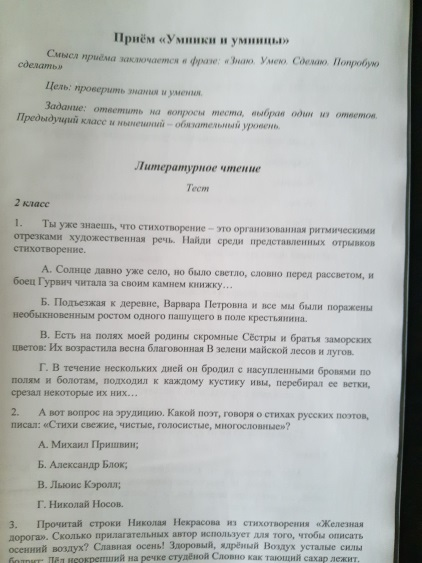 Приём «Умники и умницы»
Смысл приёма заключается в фразе: «Знаю. Умею. Сделаю. Попробую
сделать»
Цель: проверить знания и умения.
Задание: ответить на вопросы теста, выбрав один из ответов.
Предыдущий класс и нынешний – обязательный уровень.
Литературное чтение
Тест
2 класс
1. Ты уже знаешь, что стихотворение – это организованная ритмическими
отрезками художественная речь. Найди среди представленных отрывков
стихотворение.
А. Солнце давно уже село, но было светло, словно перед рассветом, и
боец Гурвич читала за своим камнем книжку…
Б. Подъезжая к деревне, Варвара Петровна и все мы были поражены
необыкновенным ростом одного пашущего в поле крестьянина.
В. Есть на полях моей родины скромные Сёстры и братья заморских
цветов: Их возрастила весна благовонная В зелени майской лесов и лугов.
Г. В течение нескольких дней он бродил с насупленными бровями по
полям и болотам, подходил к каждому кустику ивы, перебирал ее ветки,
срезал некоторые их них…
2. А вот вопрос на эрудицию. Какой поэт, говоря о стихах русских поэтов,
писал: «Стихи свежие, чистые, голосистые, многословные»?
А. Михаил Пришвин;
Б. Александр Блок;
В. Льюис Кэролл;
Г. Николай Носов.
3. Прочитай строки Николая Некрасова из стихотворения «Железная
дорога». Сколько прилагательных автор использует для того, чтобы описать
осенний воздух? Славная осень! Здоровый, ядрёный Воздух усталые силы
бодрит; Лёд неокрепший на речке студёной Словно как тающий сахар лежит.